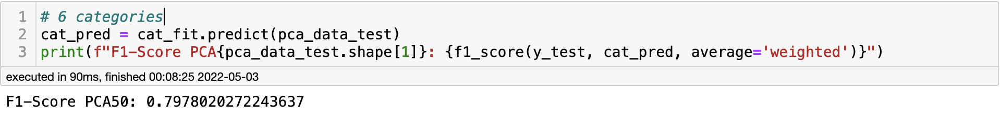 1 # 6 categories
2 cat_pred = cat_fit.predict(pca_data_test)
3 print(f"F1-Score PCA{pca_data_test.shape[1]}: {f1_score(y_test, cat_pred, average='weighted')}")
executed in 90ms, finished 00:08:25 2022-05-03
F1-Score PCA50: 0.7978020272243637